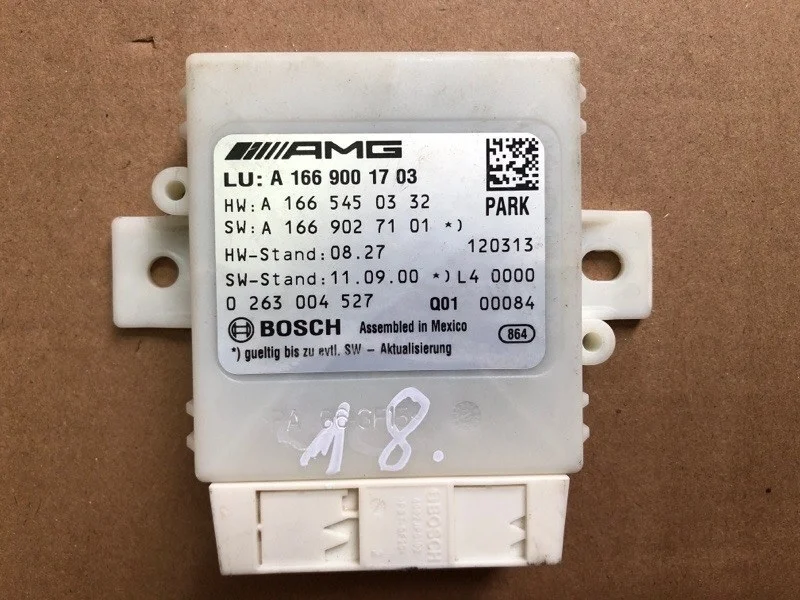 AMG
LU: A 166 900 17 03
HW: A 166 545 03 32
PARK
SW: A 166 902 71 01 *)
HW-Stand: 08.27 120313
SW-Stand: 11.09.00 *) L4 0000
0 263 004 527 Q01 00084
BOSCH Assembled in Mexico 864
*) gueltig bis zu evtl. SW - Aktualisierung
18.
BOSCH